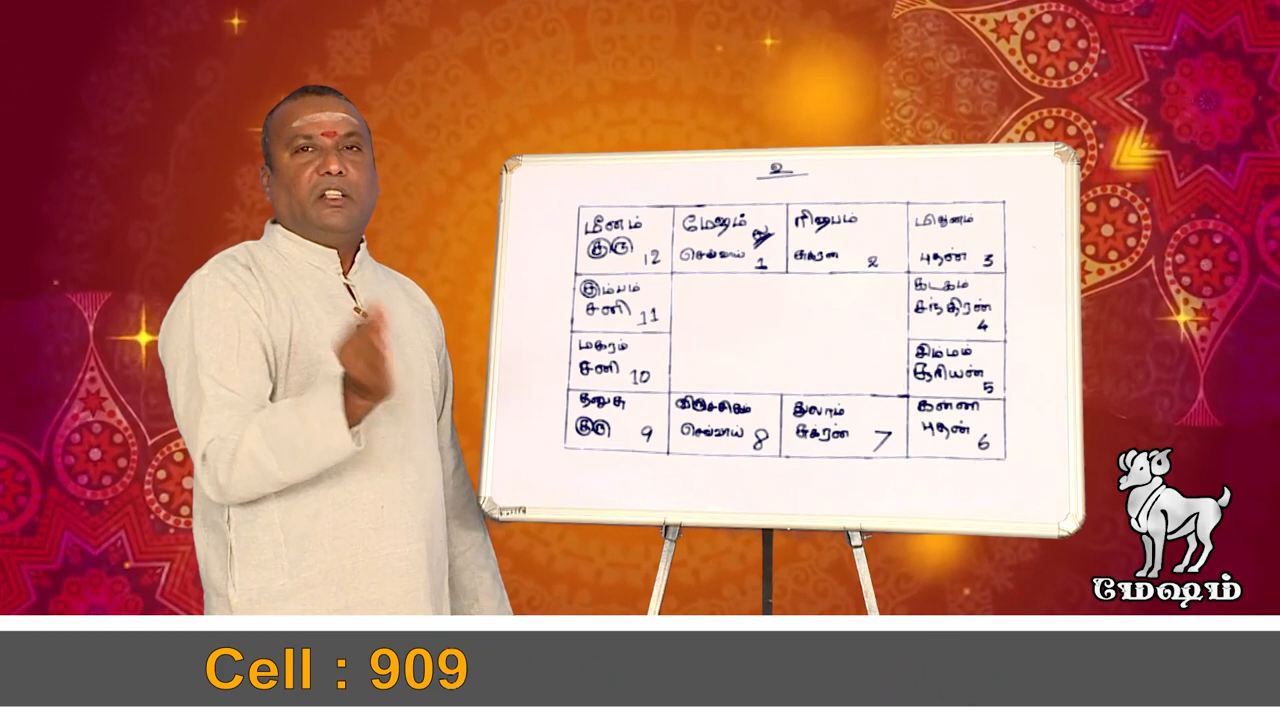 உ
மீனம்
குரு 12
மேஷம் ல
செவ்வாய் 1
ரிஷபம்
சுக்ரன் 2
மிதுனம்
புதன் 3
கும்பம்
சனி 11
கடகம்
சந்திரன்
4
மகரம்
சனி 10
சிம்மம்
சூரியன்
5
தனுசு
குரு 9
விருச்சிகம்
செவ்வாய் 8
துலாம்
சுக்ரன் 7
கன்னி
புதன் 6
மேஷம்
Cell : 909